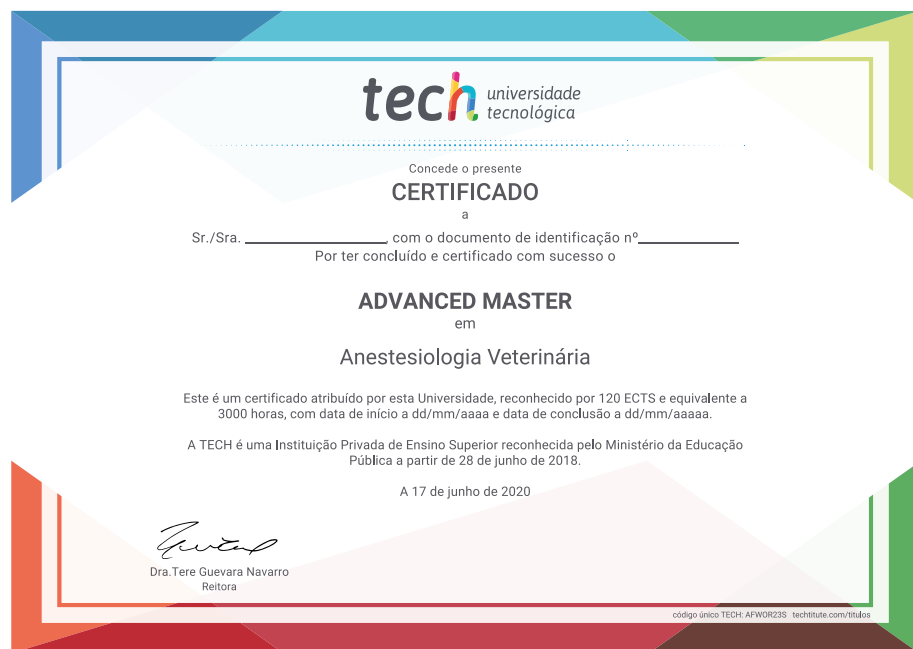 tech universidade
tecnológica
Concede o presente
CERTIFICADO
a
Sr./Sra. ____________________, com o documento de identificação nº______________
Por ter concluído e certificado com sucesso o
ADVANCED MASTER
em
Anestesiologia Veterinária
Este é um certificado atribuído por esta Universidade, reconhecido por 120 ECTS e equivalente a
3000 horas, com data de início a dd/mm/aaaa e data de conclusão a dd/mm/aaaaa.
A TECH é uma Instituição Privada de Ensino Superior reconhecida pelo Ministério da Educação
Pública a partir de 28 de junho de 2018.
A 17 de junho de 2020
Dra.Tere Guevara Navarro
Reitora
código único TECH: AFWOR23S techtitute.com/titulos